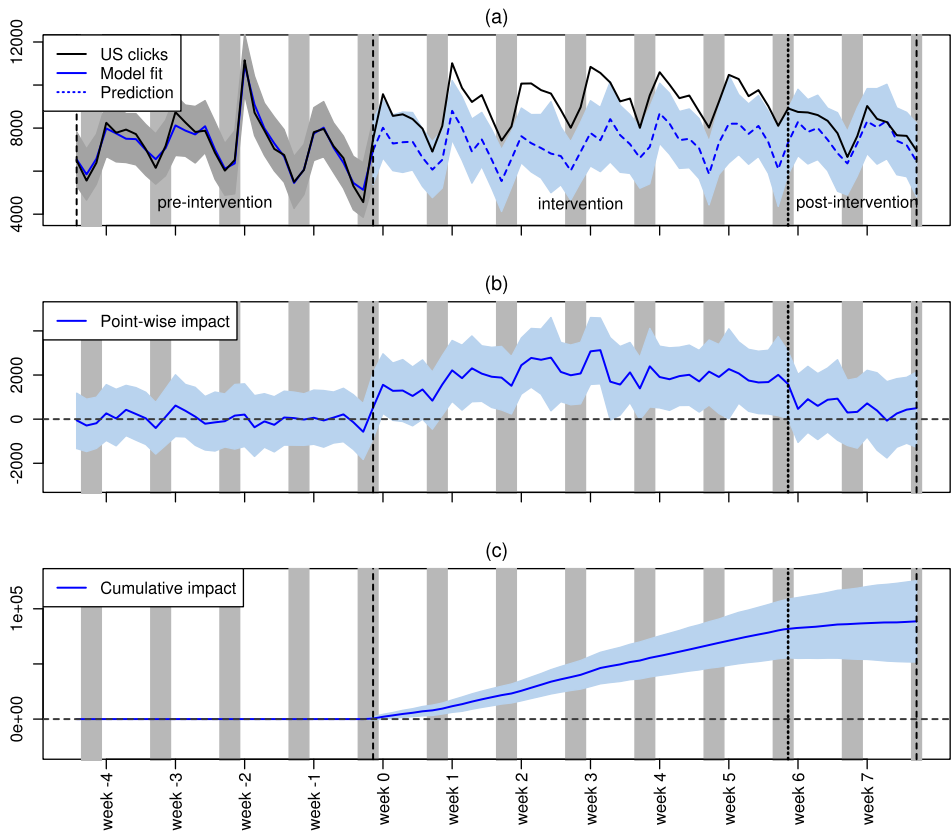 (a)
12000
8000
4000
US clicks
Model fit
Prediction
pre-intervention
intervention
post-intervention
(b)
2000
0
-2000
Point-wise impact
(c)
1e+05
0e+00
Cumulative impact
week -4
week -3
week -2
week -1
week 0
week 1
week 2
week 3
week 4
week 5
week 6
week 7